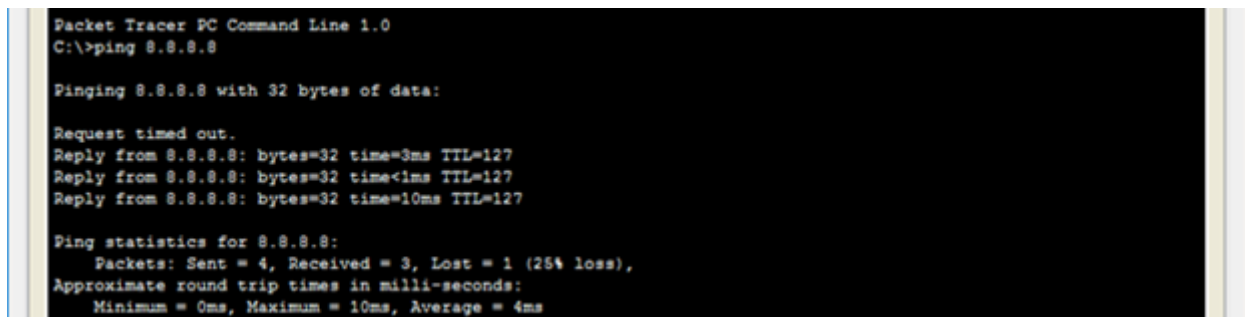 Packet Tracer PC Command Line 1.0
C:\>ping 8.8.8.8
Pinging 8.8.8.8 with 32 bytes of data:
Request timed out.
Reply from 8.8.8.8: bytes=32 time=3ms TTL=127
Reply from 8.8.8.8: bytes=32 time<1ms TTL=127
Reply from 8.8.8.8: bytes=32 time=10ms TTL=127
Ping statistics for 8.8.8.8:
Packets: Sent = 4, Received = 3, Lost = 1 (25% loss),
Approximate round trip times in milli-seconds:
Minimum = 0ms, Maximum = 10ms, Average = 4ms